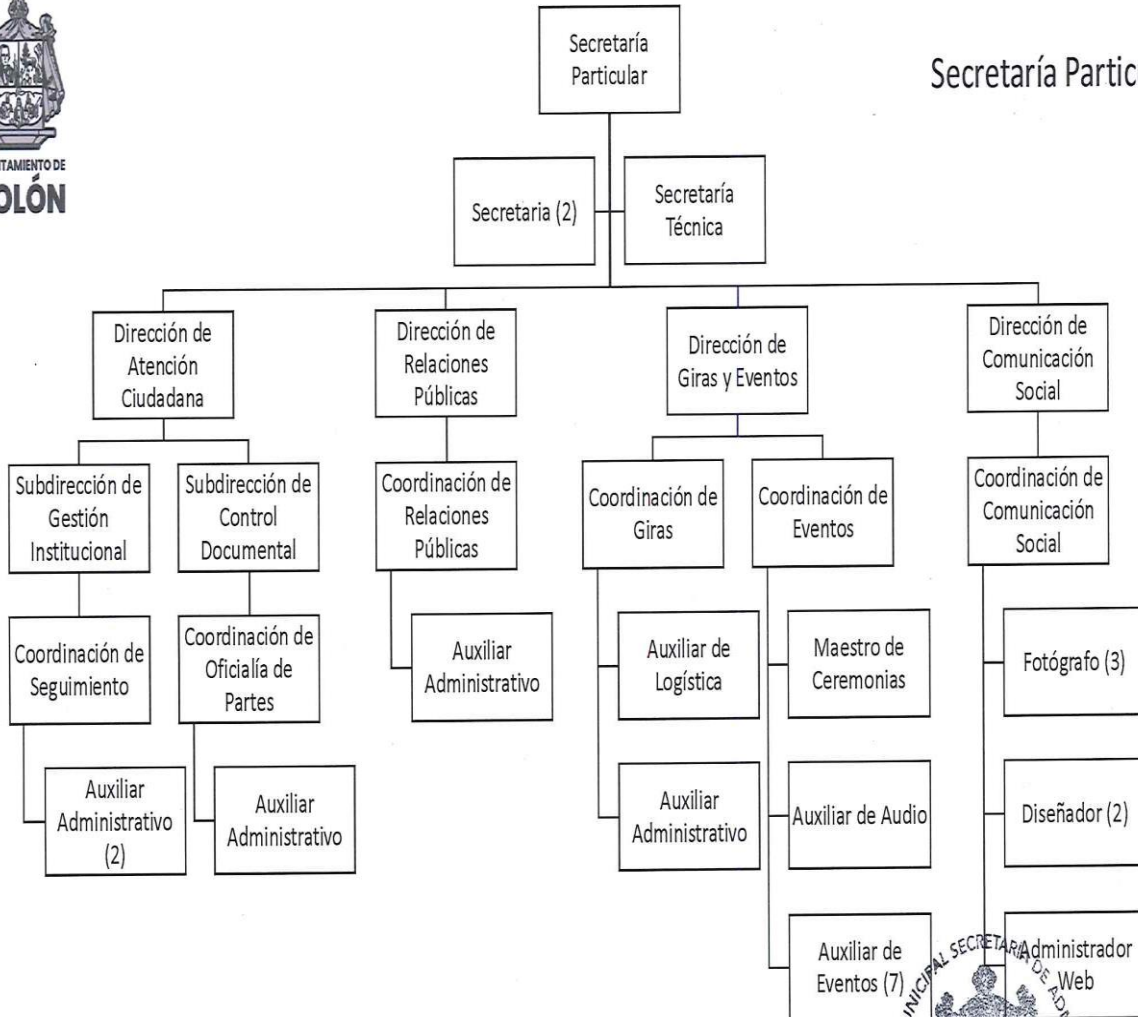 Secretaría
Particular
Secretaría
NTAMIENTO DE
OLÓN
Secretaria (2)
Secretaría
Técnica
Dirección de
Atención
Ciudadana
Dirección de
Relaciones
Públicas
Dirección de
Giras y Eventos
Dirección de
Comunicación
Social
Subdirección de
Gestión
Institucional
Subdirección de
Control
Documental
Coordinación de
Relaciones
Públicas
Coordinación de
Giras
Coordinación de
Eventos
Coordinación de
Comunicación
Social
Coordinación de
Seguimiento
Coordinación de
Oficialía de
Partes
Auxiliar
Administrativo
Auxiliar de
Logística
Maestro de
Ceremonias
Fotógrafo (3)
Auxiliar
Administrativo
(2)
Auxiliar
Administrativo
Auxiliar
Administrativo
Auxiliar de Audio
Diseñador (2)
Auxiliar de
Eventos (7)
Administrador
Web
SECRETARÍA DE